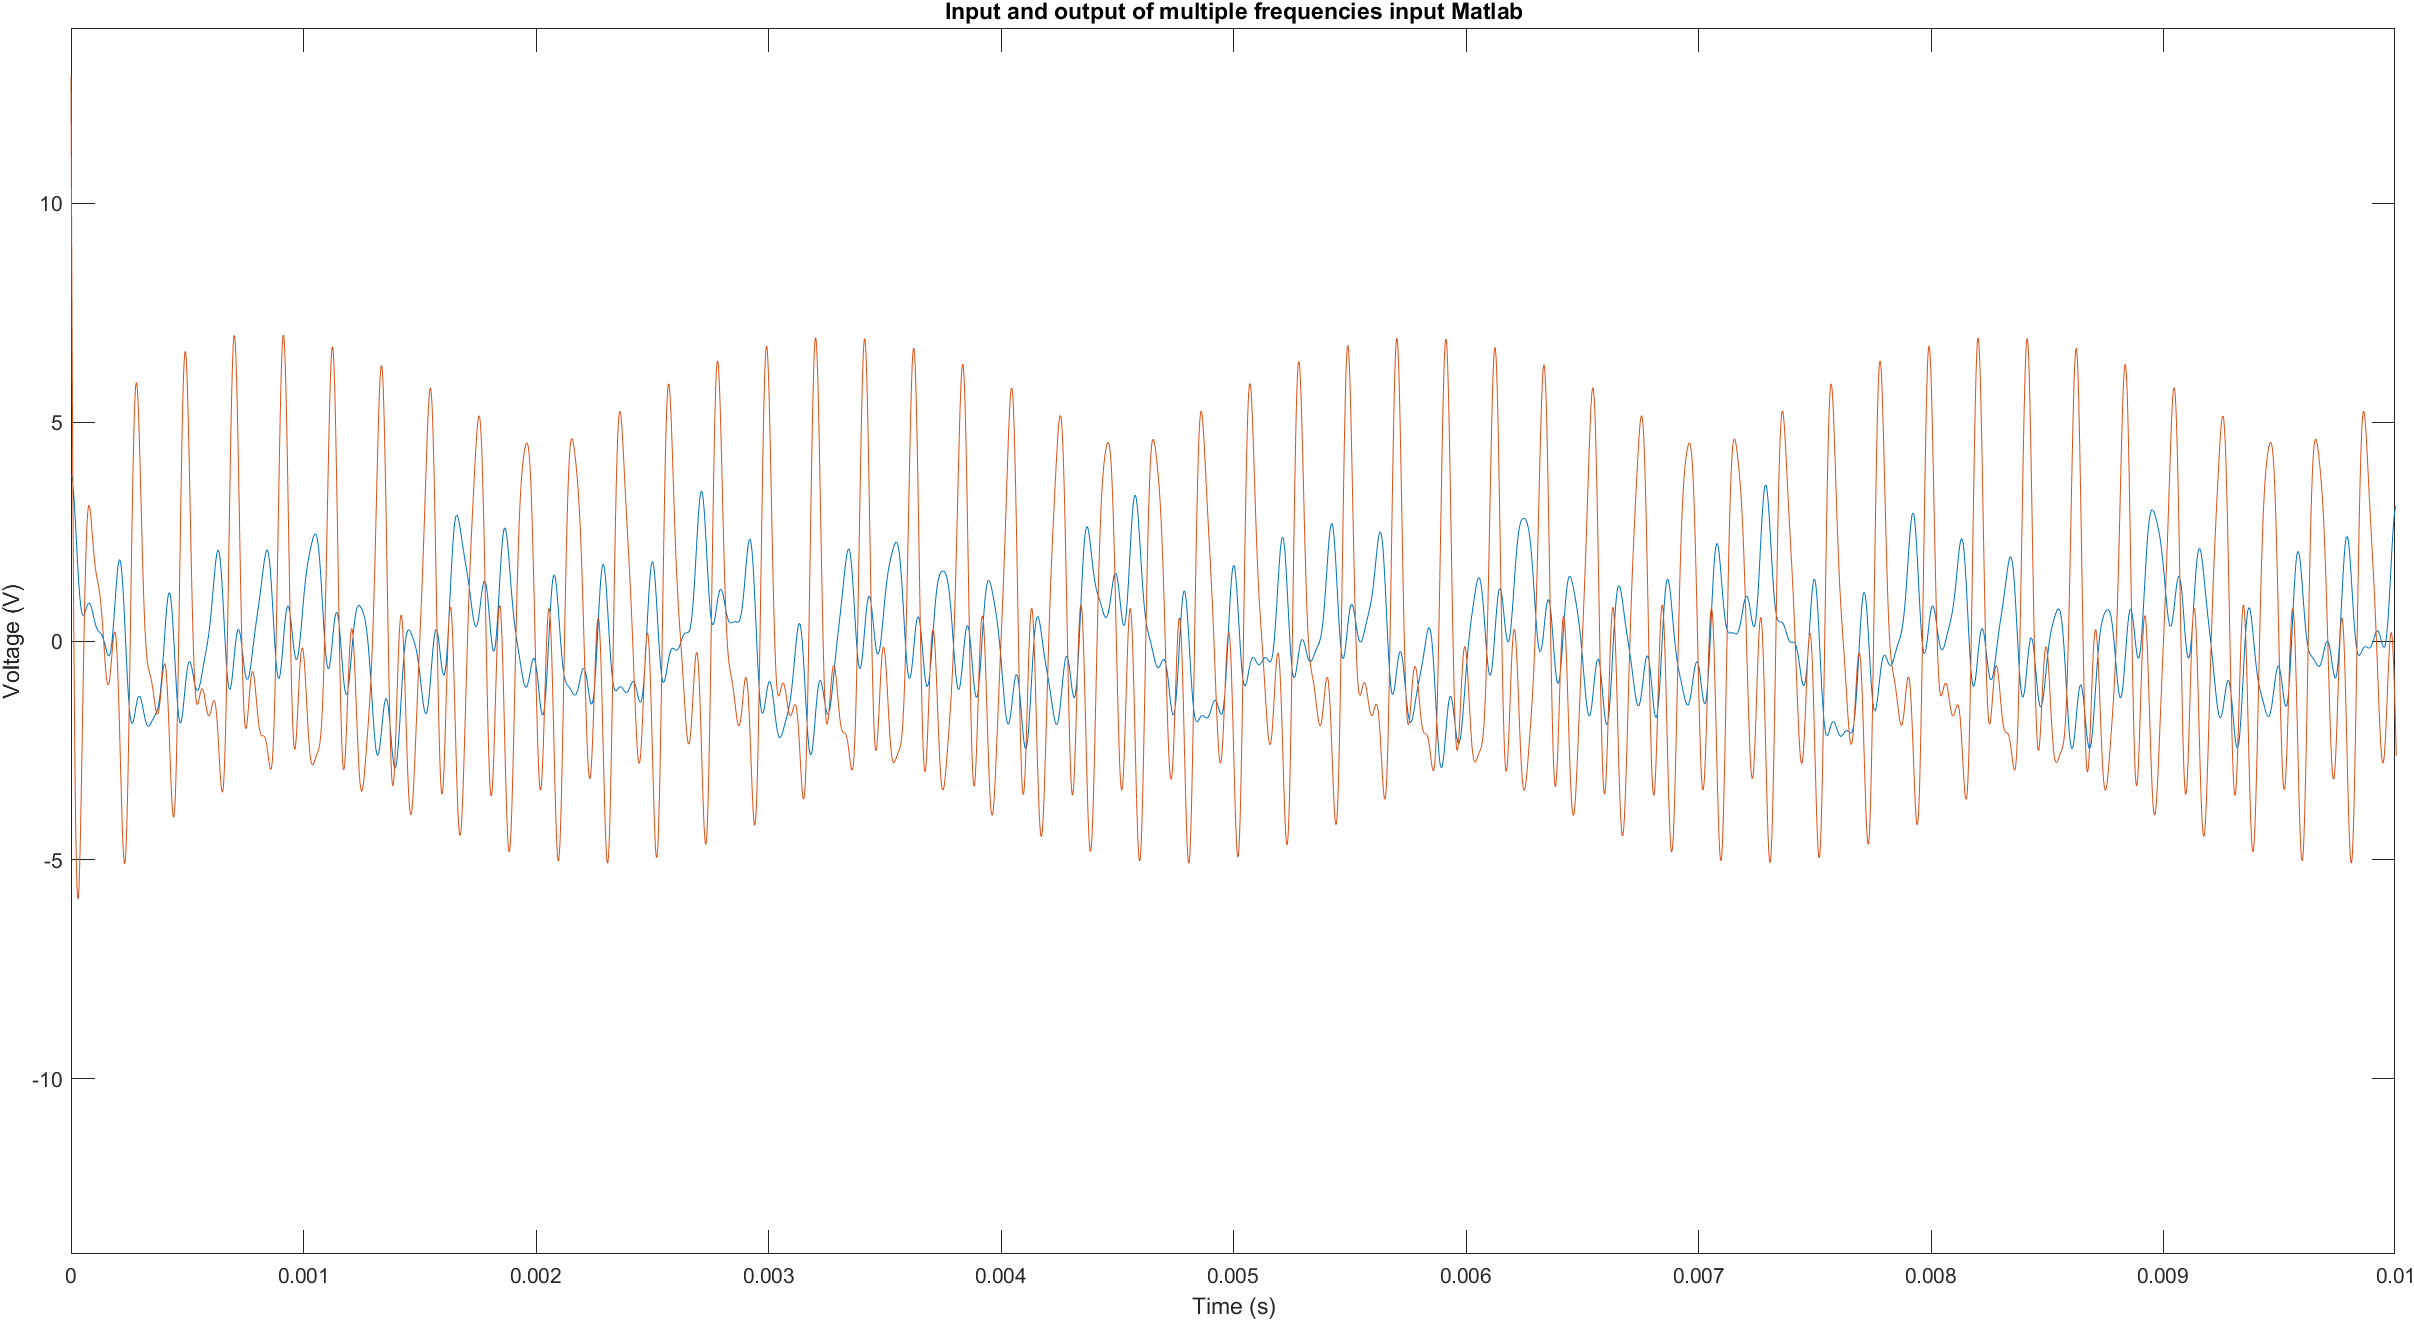 Input and output of multiple frequencies input Matlab
10
5
0
-5
-10
Voltage (V)
0 0.001 0.002 0.003 0.004 0.005 0.006 0.007 0.008 0.009 0.01
Time (s)